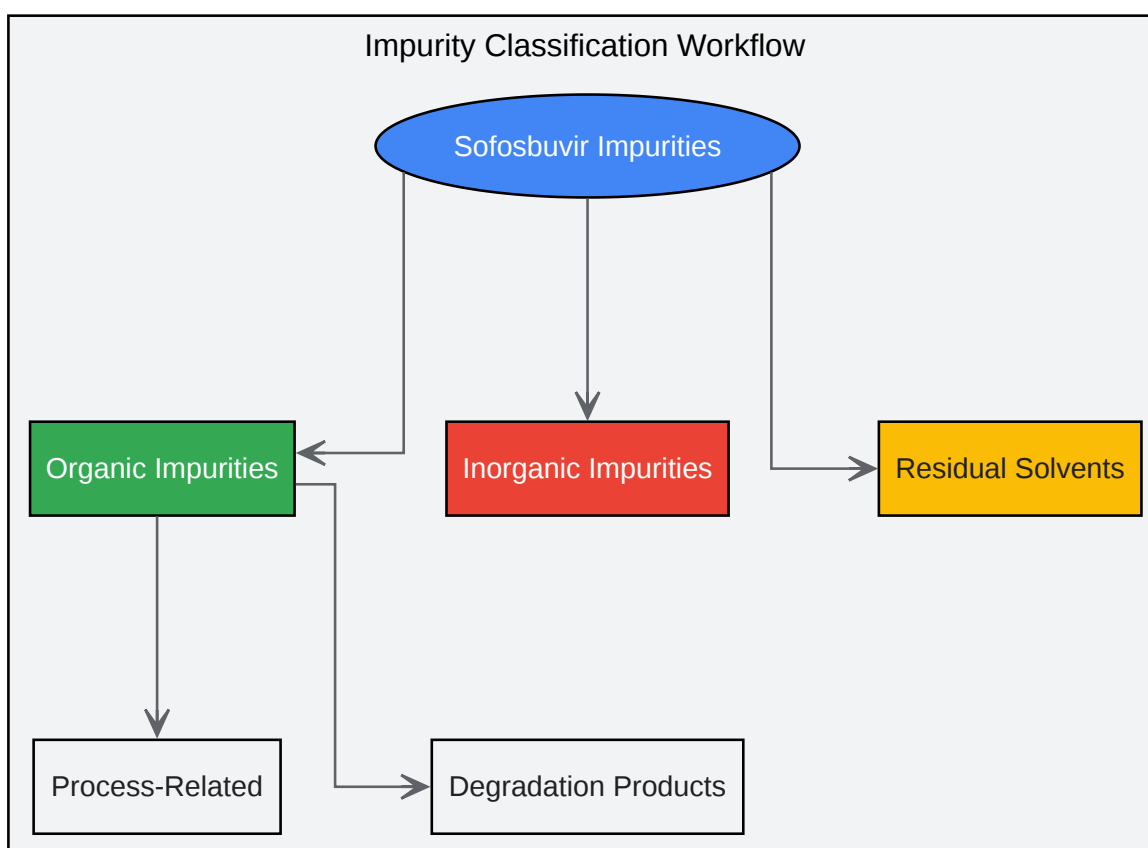 Impurity Classification Workflow
Sofosbuvir Impurities
Organic Impurities
Inorganic Impurities
Residual Solvents
Process-Related
Degradation Products